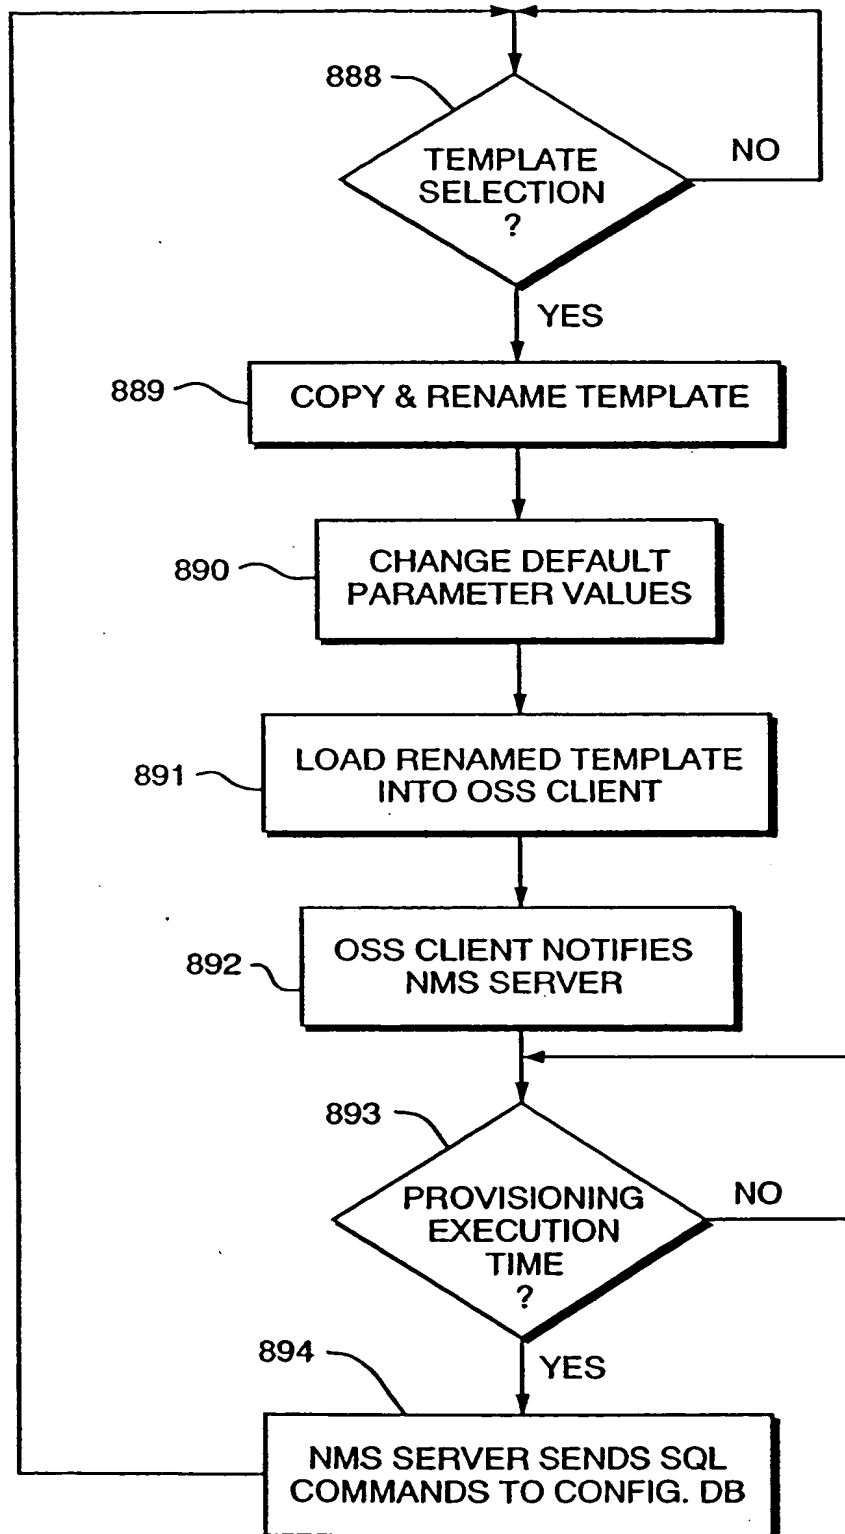 888
TEMPLATE
SELECTION
?
NO
YES
889
COPY & RENAME TEMPLATE
890
CHANGE DEFAULT
PARAMETER VALUES
891
LOAD RENAMED TEMPLATE
INTO OSS CLIENT
892
OSS CLIENT NOTIFIES
NMS SERVER
893
PROVISIONING
EXECUTION
TIME
?
NO
YES
894
NMS SERVER SENDS SQL
COMMANDS TO CONFIG. DB